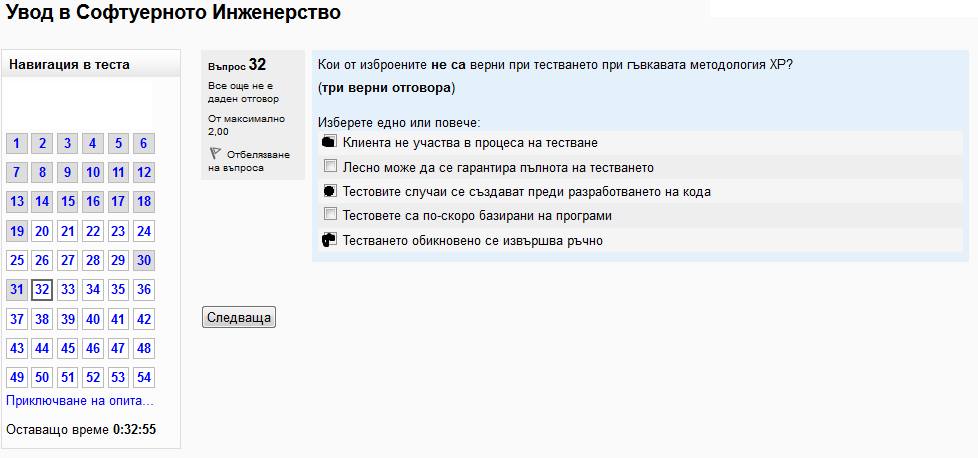 Увод в Софтуерното Инженерство
Навигация в теста
1 2 3 4 5 6
7 8 9 10 11 12
13 14 15 16 17 18
19 20 21 22 23 24
25 26 27 28 29 30
31 32 33 34 35 36
37 38 39 40 41 42
43 44 45 46 47 48
49 50 51 52 53 54
Приключване на опита...
Оставащо време 0:32:55
Въпрос 32
Все още не е
даден отговор
От максимално
2,00
Отбелязване
на въпроса
Кои от изброените не са верни при тестването при гъвкавата методология XP?
(три верни отговора)
Изберете едно или повече:
Клиента не участва в процеса на тестване
Лесно може да се гарантира пълнота на тестването
Тестовите случаи се създават преди разработването на кода
Тестовете са по-скоро базирани на програми
Тестването обикновено се извършва ръчно
Следваща